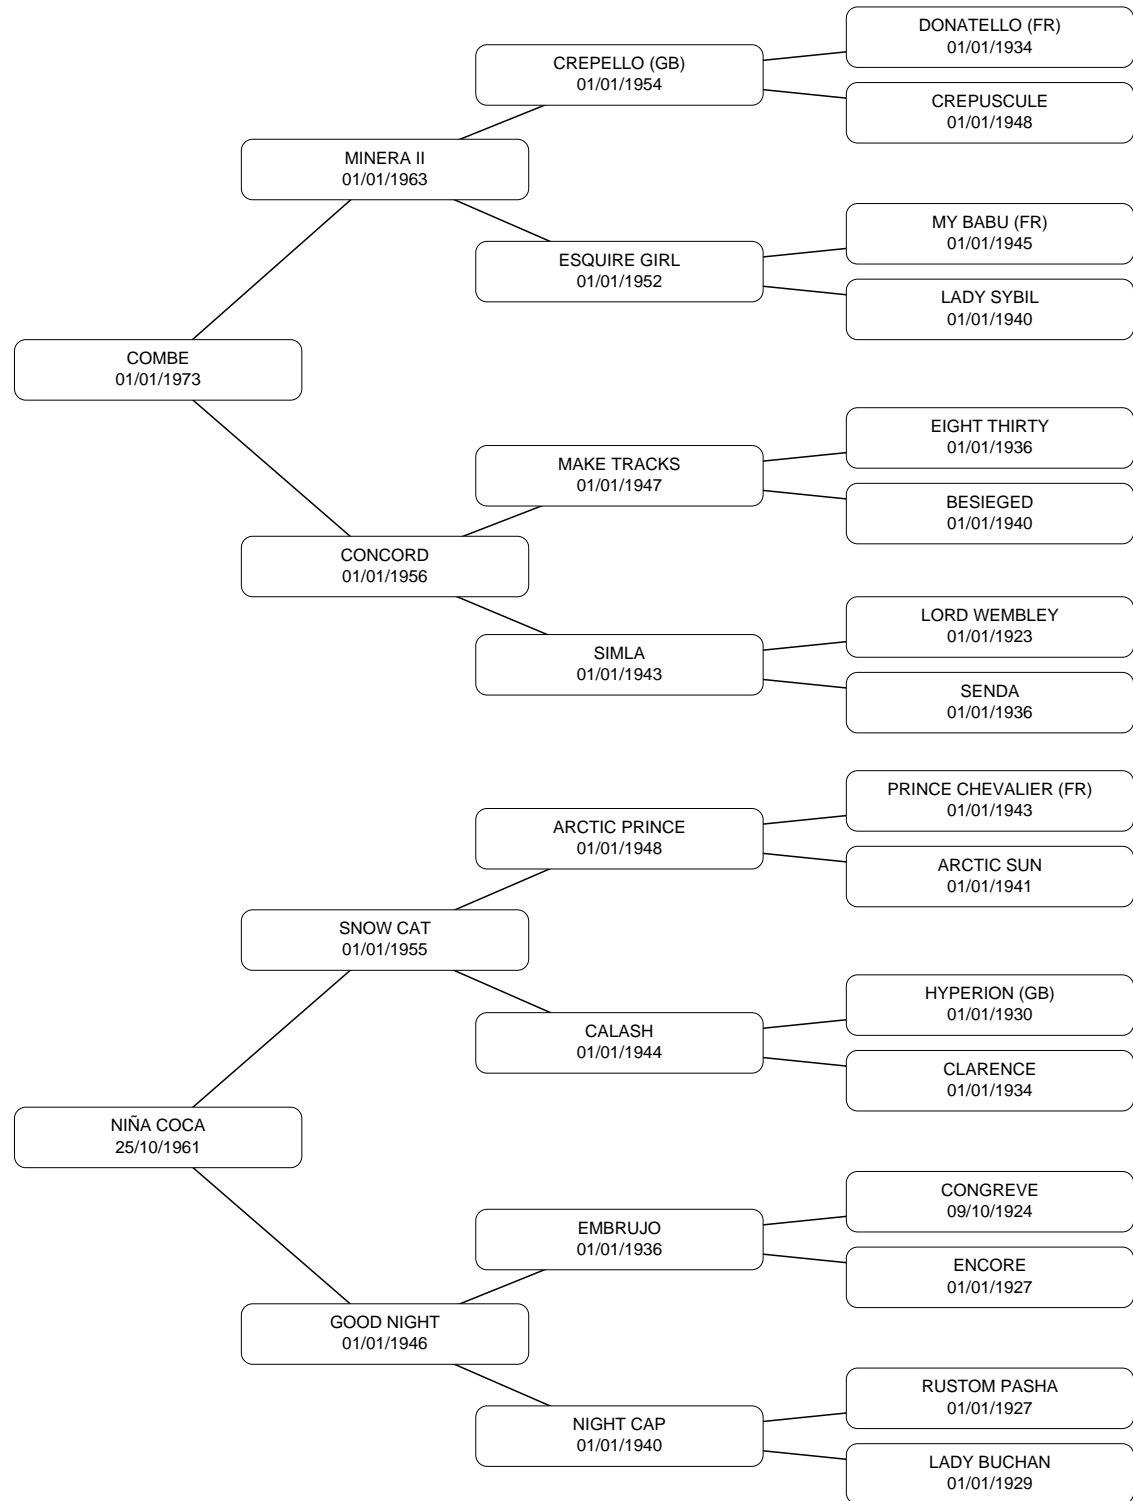 DONATELLO (FR)
01/01/1934
CREPELLO (GB)
01/01/1954
CREPUSCULE
01/01/1948
MINERA II
01/01/1963
MY BABU (FR)
01/01/1945
ESQUIRE GIRL
01/01/1952
LADY SYBIL
01/01/1940
COMBE
01/01/1973
EIGHT THIRTY
01/01/1936
MAKE TRACKS
01/01/1947
BESIEGED
01/01/1940
CONCORD
01/01/1956
LORD WEMBLEY
01/01/1923
SIMLA
01/01/1943
SENDA
01/01/1936
PRINCE CHEVALIER (FR)
01/01/1943
ARCTIC PRINCE
01/01/1948
ARCTIC SUN
01/01/1941
SNOW CAT
01/01/1955
HYPERION (GB)
01/01/1930
CALASH
01/01/1944
CLARENCE
01/01/1934
NIÑA COCA
25/10/1961
CONGREVE
09/10/1924
EMBRUJO
01/01/1936
ENCORE
01/01/1927
GOOD NIGHT
01/01/1946
RUSTOM PASHA
01/01/1927
NIGHT CAP
01/01/1940
LADY BUCHAN
01/01/1929